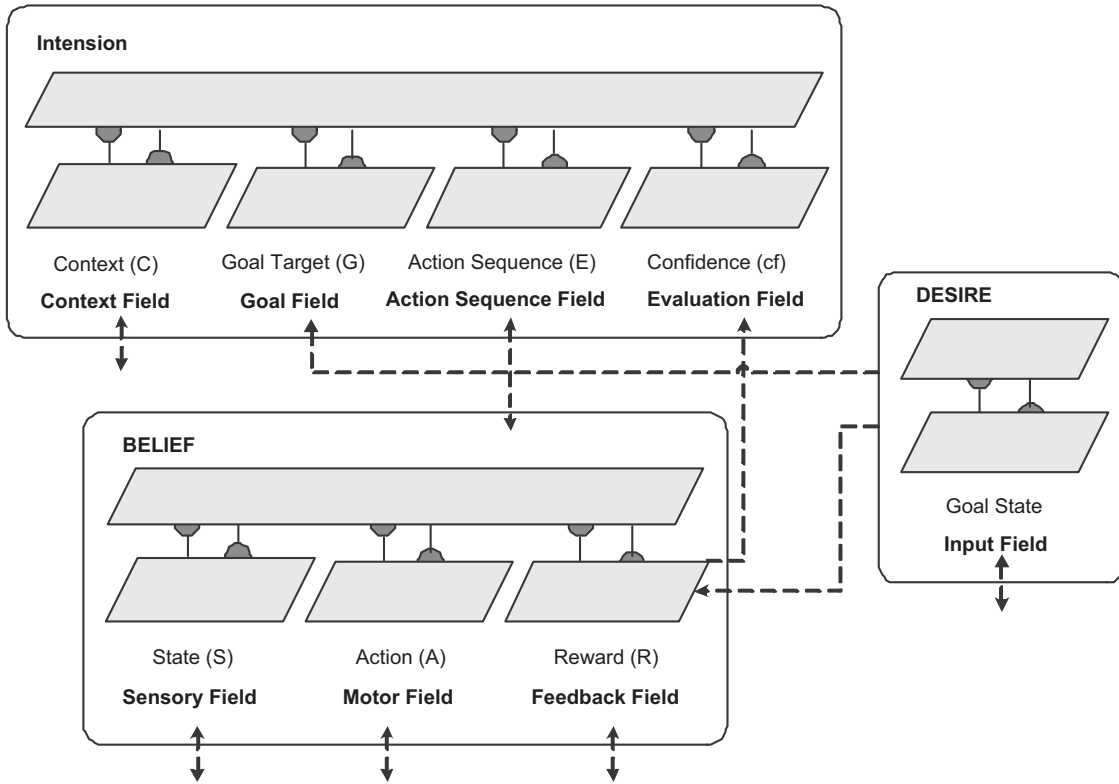 Intension
Context (C)
Goal Target (G)
Action Sequence (E)
Confidence (cf)
Context Field
Goal Field
Action Sequence Field
Evaluation Field
DESIRE
Goal State
Input Field
BELIEF
State (S)
Action (A)
Reward (R)
Sensory Field
Motor Field
Feedback Field